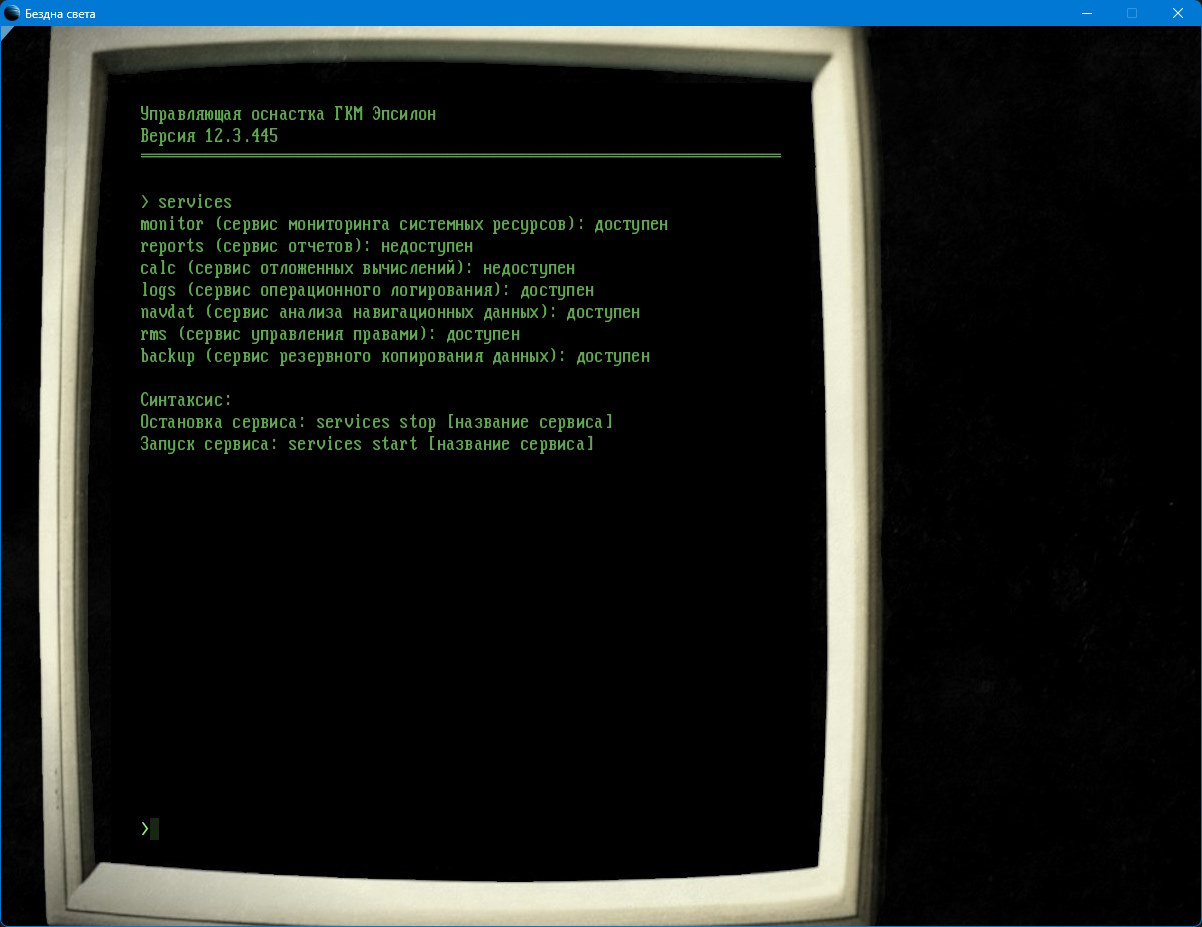 Бездна света
Управляющая оснастка ГКМ Эпсилон
Версия 12.3.445
> services
monitor (сервис мониторинга системных ресурсов): доступен
reports (сервис отчетов): недоступен
calc (сервис отложенных вычислений): недоступен
logs (сервис операционного логирования): доступен
navdat (сервис анализа навигационных данных): доступен
rms (сервис управления правами): доступен
backup (сервис резервного копирования данных): доступен
Синтаксис:
Остановка сервиса: services stop [название сервиса]
Запуск сервиса: services start [название сервиса]
>